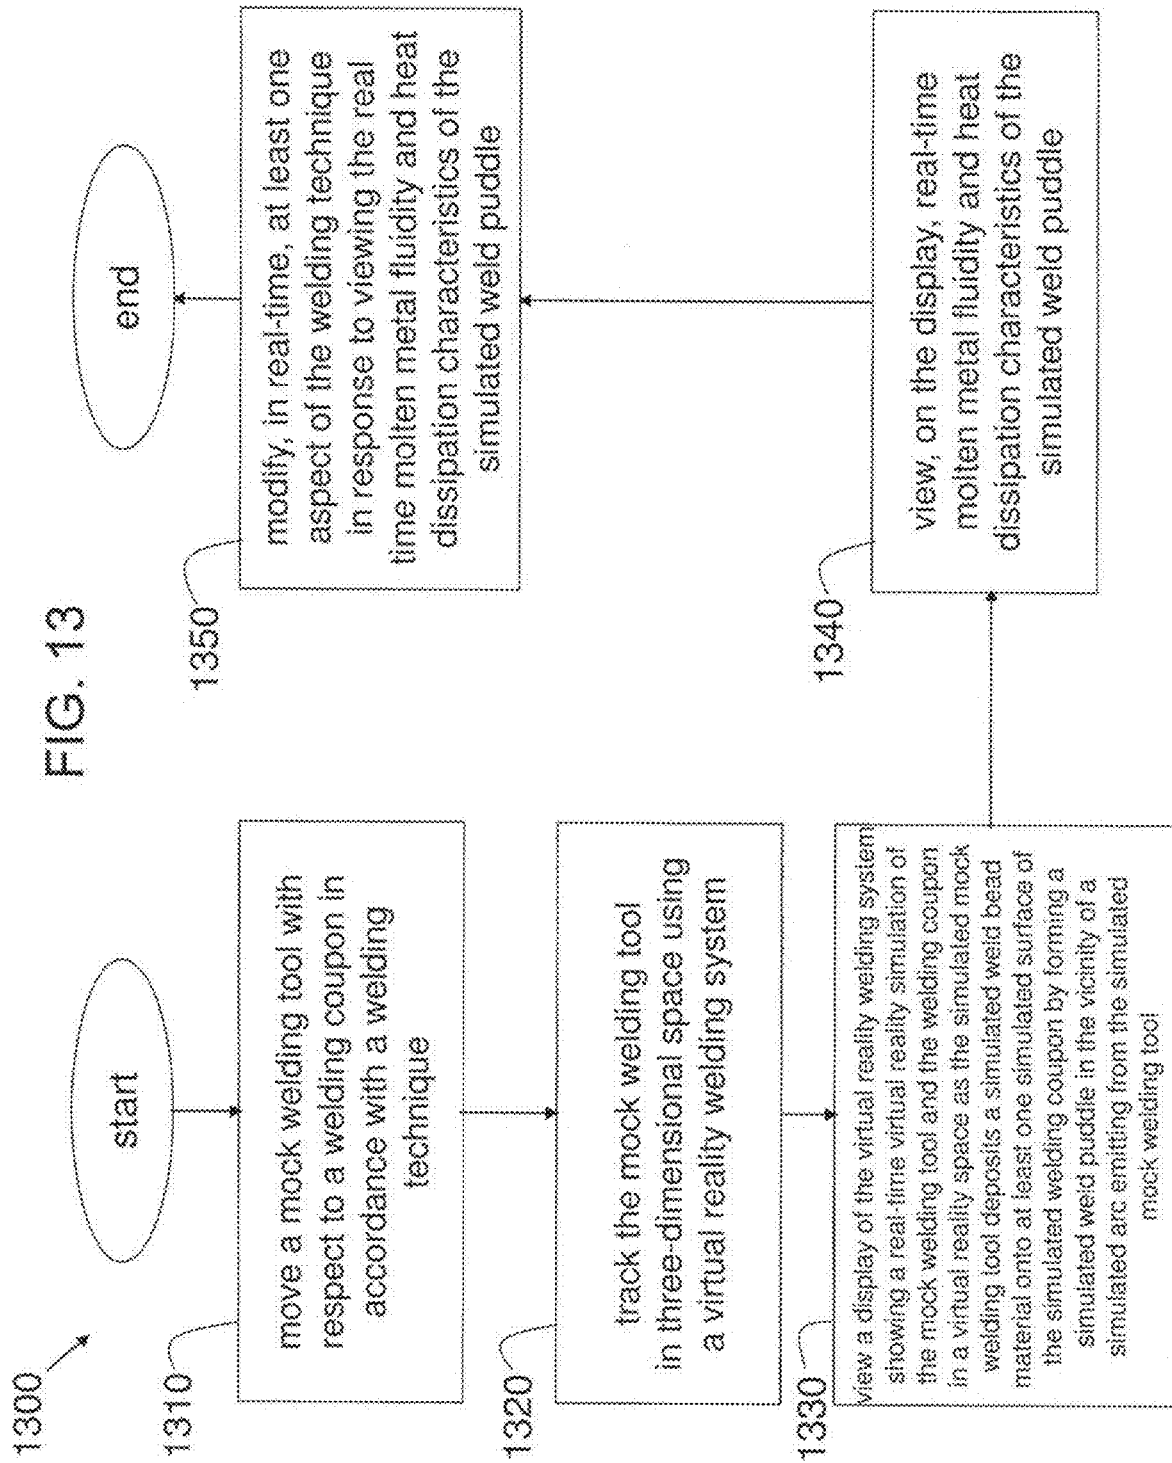 FIG. 13
1300
start
1310
move a mock welding tool with
respect to a welding coupon in
accordance with a welding
technique
1320
track the mock welding tool
in three-dimensional space using
a virtual reality welding system
1330
view a display of the virtual reality welding system
showing a real-time virtual reality simulation of
the mock welding tool and the welding coupon
in a virtual reality space as the simulated mock
welding tool deposits a simulated weld bead
material onto at least one simulated surface of
the simulated welding coupon by forming a
simulated weld puddle in the vicinity of a
simulated arc emitting from the simulated
mock welding tool
1340
view, on the display, real-time
molten metal fluidity and heat
dissipation characteristics of the
simulated weld puddle
1350
modify, in real-time, at least one
aspect of the welding technique
in response to viewing the real
time molten metal fluidity and heat
dissipation characteristics of the
simulated weld puddle
end